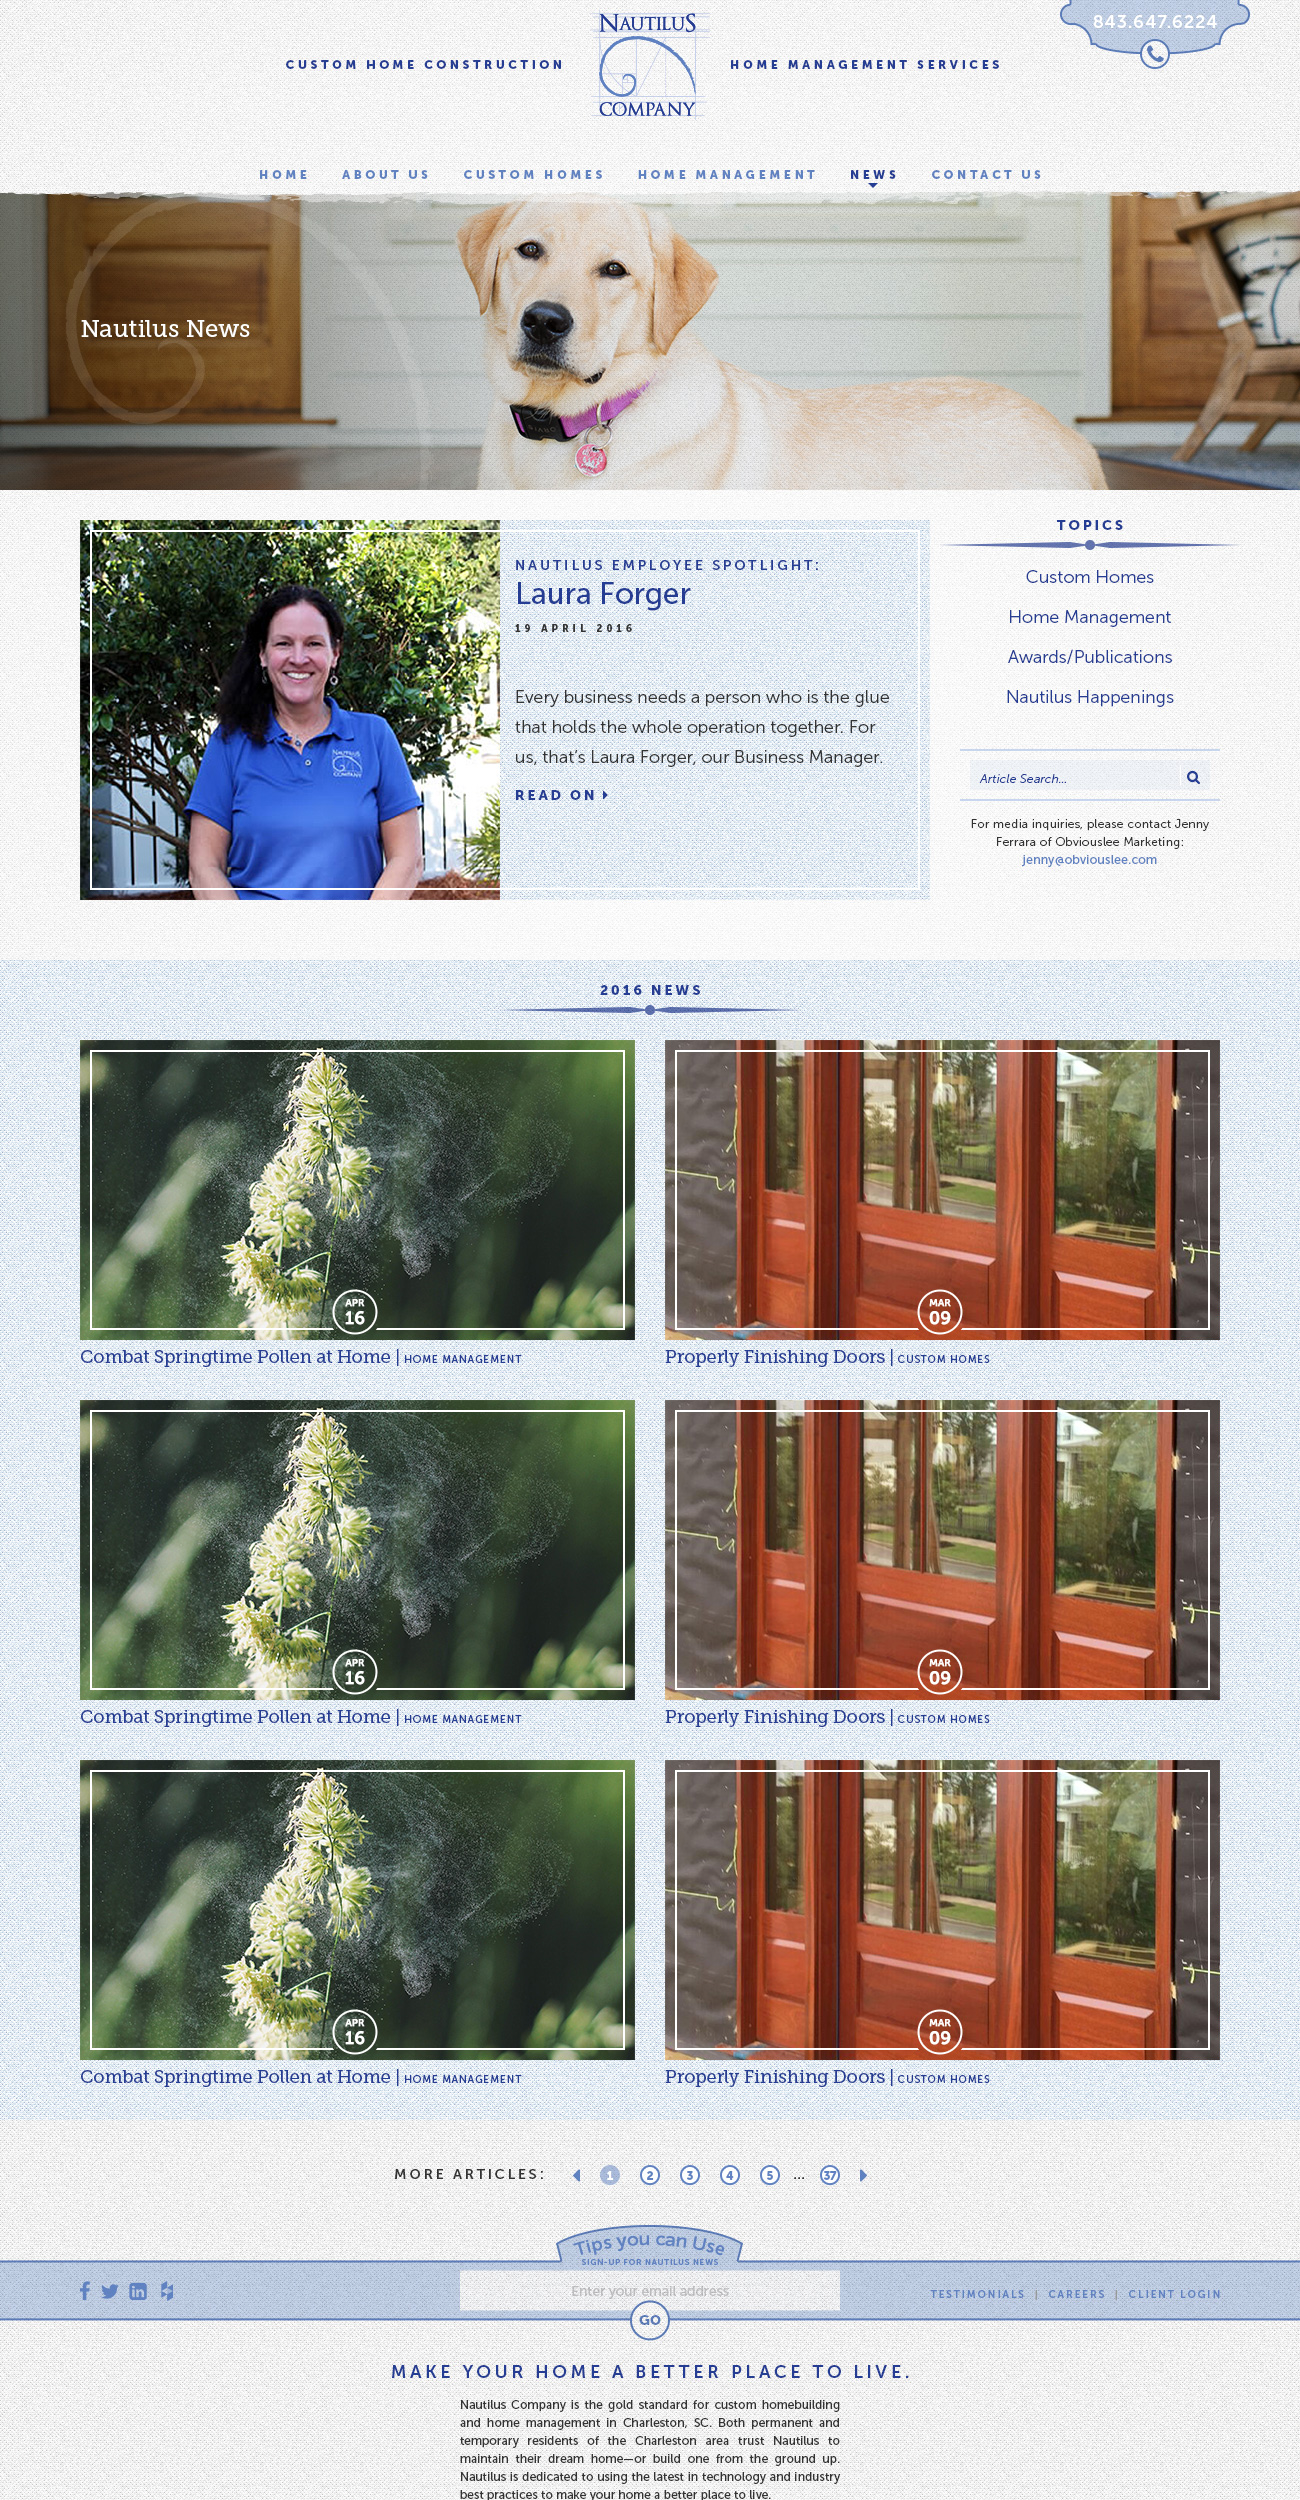 843.647.6224
NAUTILUS
COMPANY
CUSTOM HOME CONSTRUCTION
HOME MANAGEMENT SERVICES
HOME ABOUT US CUSTOM HOMES HOME MANAGEMENT NEWS CONTACT US
Nautilus News
NAUTILUS
COMPANY
NAUTILUS EMPLOYEE SPOTLIGHT:
Laura Forger
19 APRIL 2016
Every business needs a person who is the glue
that holds the whole operation together. For
us, that's Laura Forger, our Business Manager.
READ ON
TOPICS
Custom Homes
Home Management
Awards/Publications
Nautilus Happenings
Article Search...
For media inquiries, please contact Jenny
Ferrara of Obviouslee Marketing:
jenny@obviouslee.com
2016 NEWS
APR
16
Combat Springtime Pollen at Home | HOME MANAGEMENT
MAR
09
Properly Finishing Doors | CUSTOM HOMES
APR
16
Combat Springtime Pollen at Home | HOME MANAGEMENT
MAR
09
Properly Finishing Doors | CUSTOM HOMES
APR
16
Combat Springtime Pollen at Home | HOME MANAGEMENT
MAR
09
Properly Finishing Doors | CUSTOM HOMES
MORE ARTICLES: 1 2 3 4 5 ... 37
Tips you can Use
SIGN-UP FOR NAUTILUS NEWS
Enter your email address
GO
TESTIMONIALS | CAREERS | CLIENT LOGIN
MAKE YOUR HOME A BETTER PLACE TO LIVE.
Nautilus Company is the gold standard for custom homebuilding
and home management in Charleston, SC. Both permanent and
temporary residents of the Charleston area trust Nautilus to
maintain their dream home—or build one from the ground up.
Nautilus is dedicated to using the latest in technology and industry
best practices to make your home a better place to live.